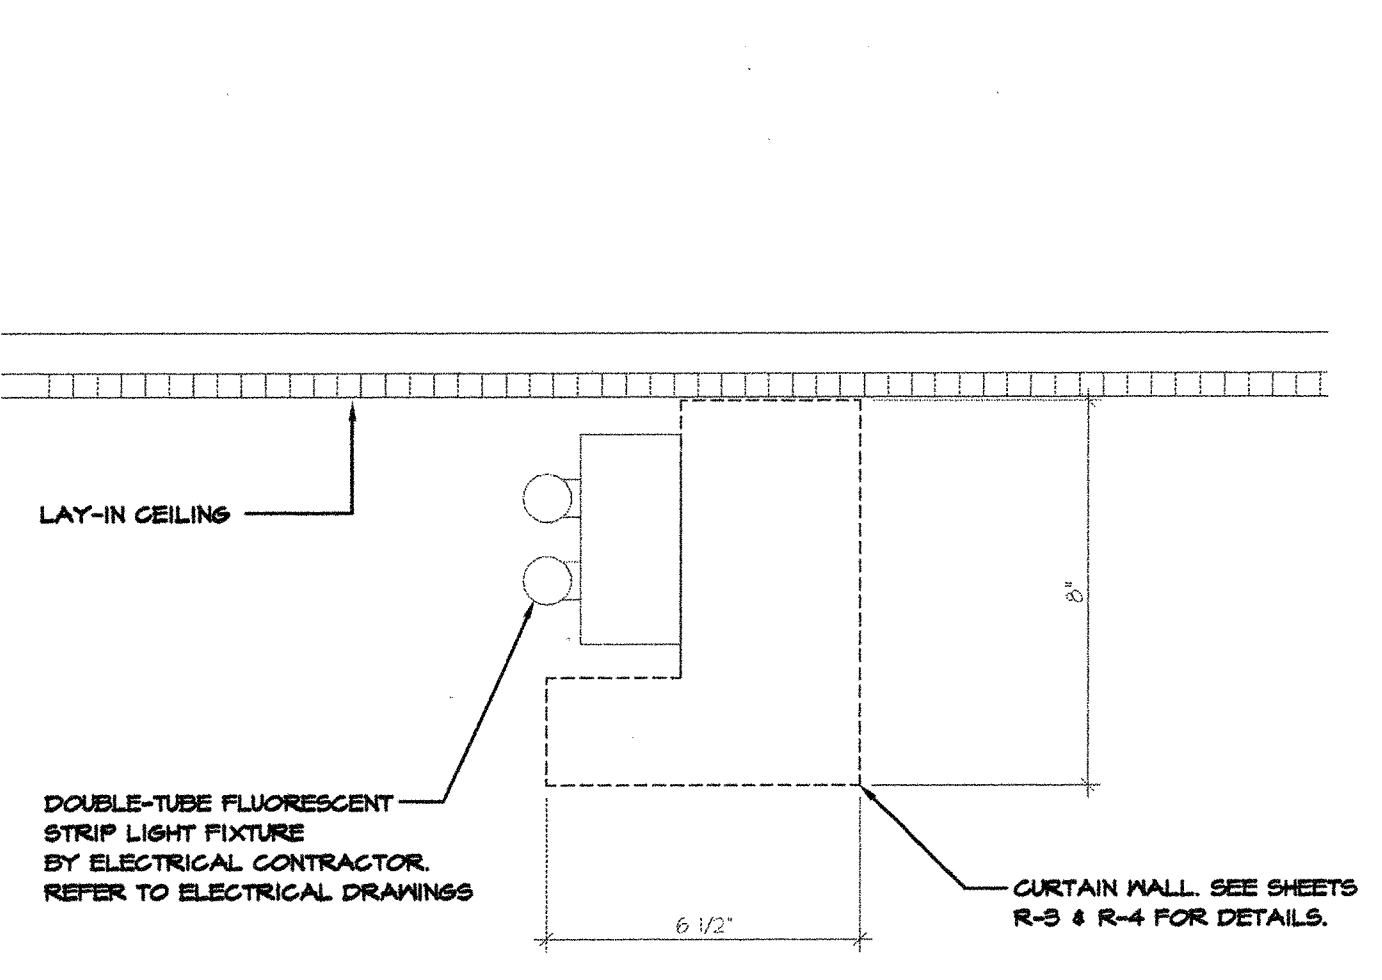 LAY-IN CEILING
8"
DOUBLE-TUBE FLUORESCENT
STRIP LIGHT FIXTURE
BY ELECTRICAL CONTRACTOR.
REFER TO ELECTRICAL DRAWINGS
6 1/2"
CURTAIN WALL. SEE SHEETS
R-3 & R-4 FOR DETAILS.